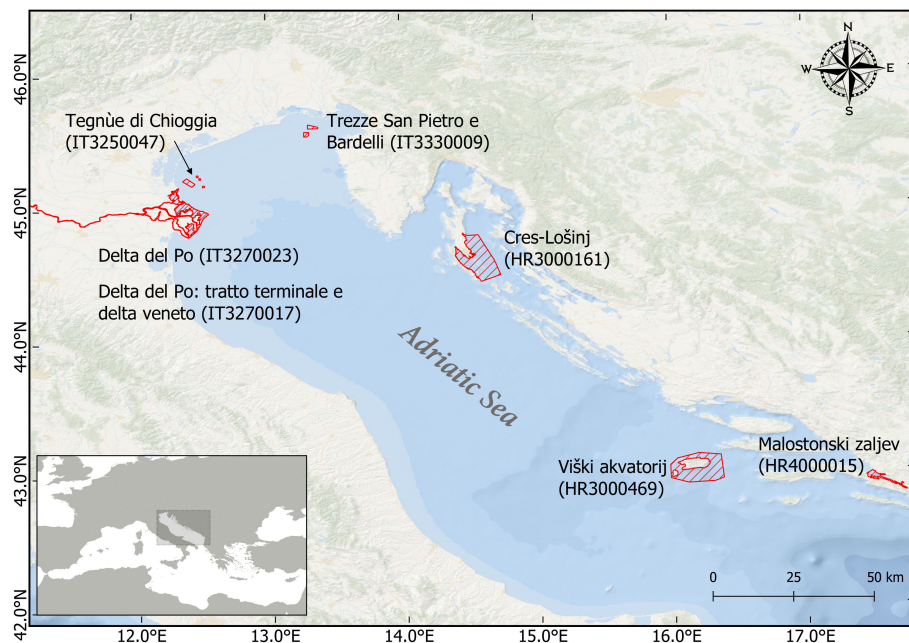 N
W
E
S
46.0°N
45.0°N
44.0°N
43.0°N
42.0°N
Tegnùe di Chioggia
(IT3250047)
Trezze San Pietro e
Bardelli (IT3330009)
Delta del Po (IT3270023)
Delta del Po: tratto terminale e
delta veneto (IT3270017)
Cres-Lošinj
(HR3000161)
Adriatic Sea
Viški akvatorij
(HR3000469)
Malostonski zaljev
(HR4000015)
0 25 50 km
12.0°E 13.0°E 14.0°E 15.0°E 16.0°E 17.0°E